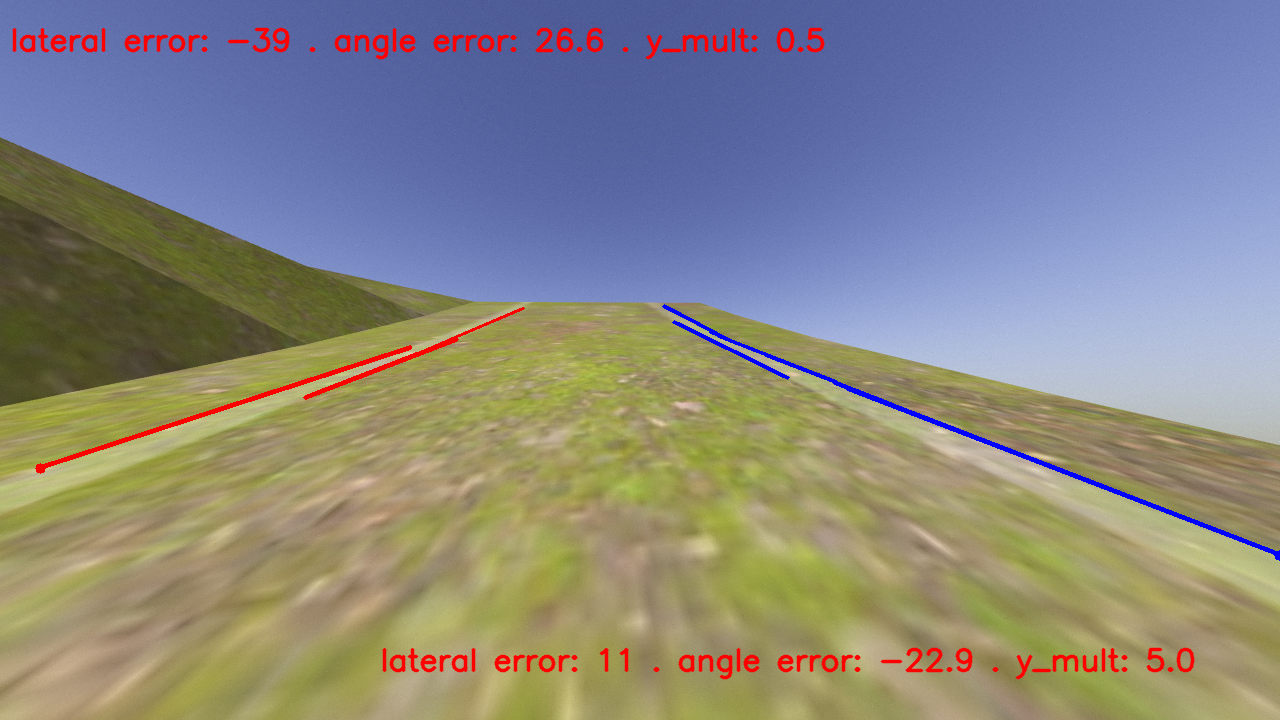 lateral error: -39 . angle error: 26.6 . y_mult: 0.5
lateral error: 11 . angle error: -22.9 . y_mult: 5.0